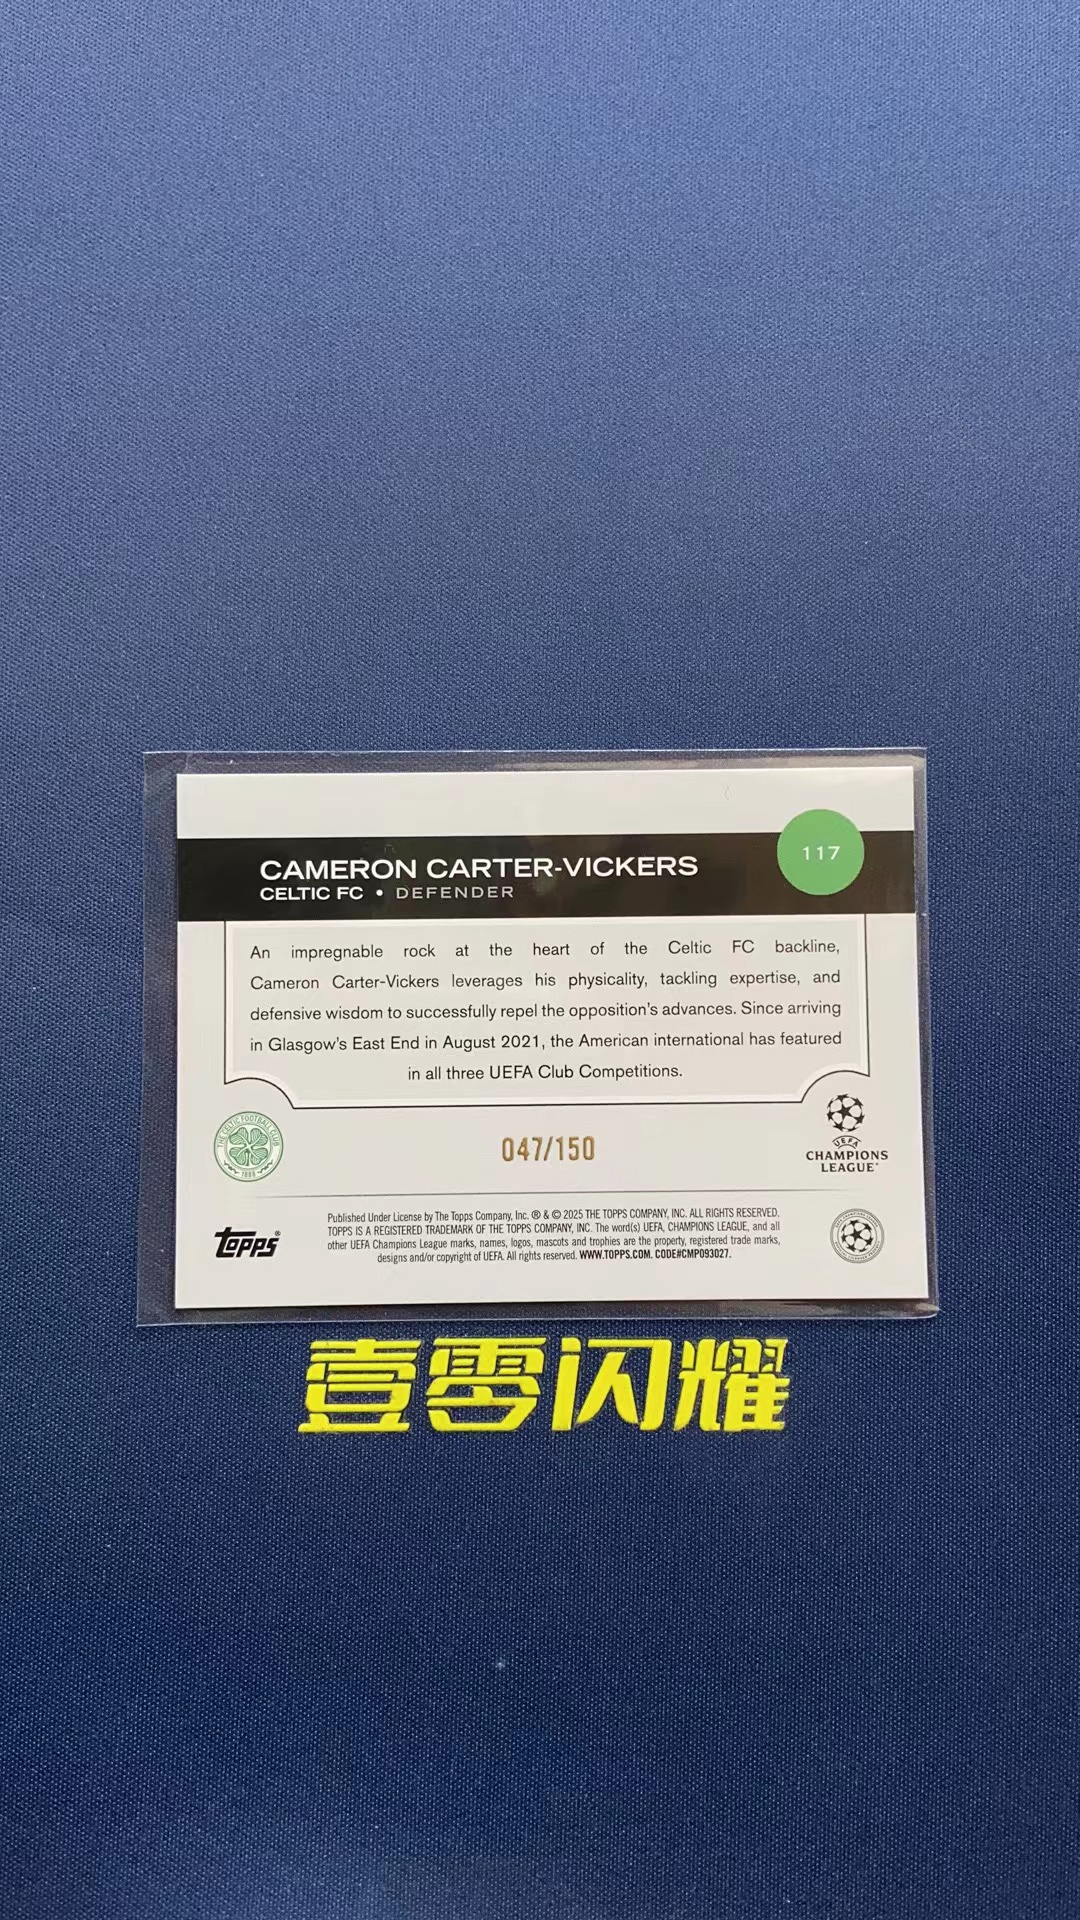 CAMERON CARTER-VICKERS
117
CELTIC FC • DEFENDER
An impregnable rock at the heart of the Celtic FC backline,
Cameron Carter-Vickers leverages his physicality, tackling expertise, and
defensive wisdom to successfully repel the opposition's advances. Since arriving
in Glasgow's East End in August 2021, the American international has featured
in all three UEFA Club Competitions.
THE CELTIC FOOTBALL CLUB
1888
047/150
UEFA
CHAMPIONS
LEAGUE
Topps®
Published Under License by The Topps Company, Inc. ® & © 2025 THE TOPPS COMPANY, INC. ALL RIGHTS RESERVED.
TOPPS IS A REGISTERED TRADEMARK OF THE TOPPS COMPANY, INC. The word(s) UEFA, CHAMPIONS LEAGUE, and all
other UEFA Champions League marks, names, logos, mascots and trophies are the property, registered trade marks,
designs and/or copyright of UEFA. All rights reserved. WWW.TOPPS.COM. CODE#CMP093027.
壹零闪耀